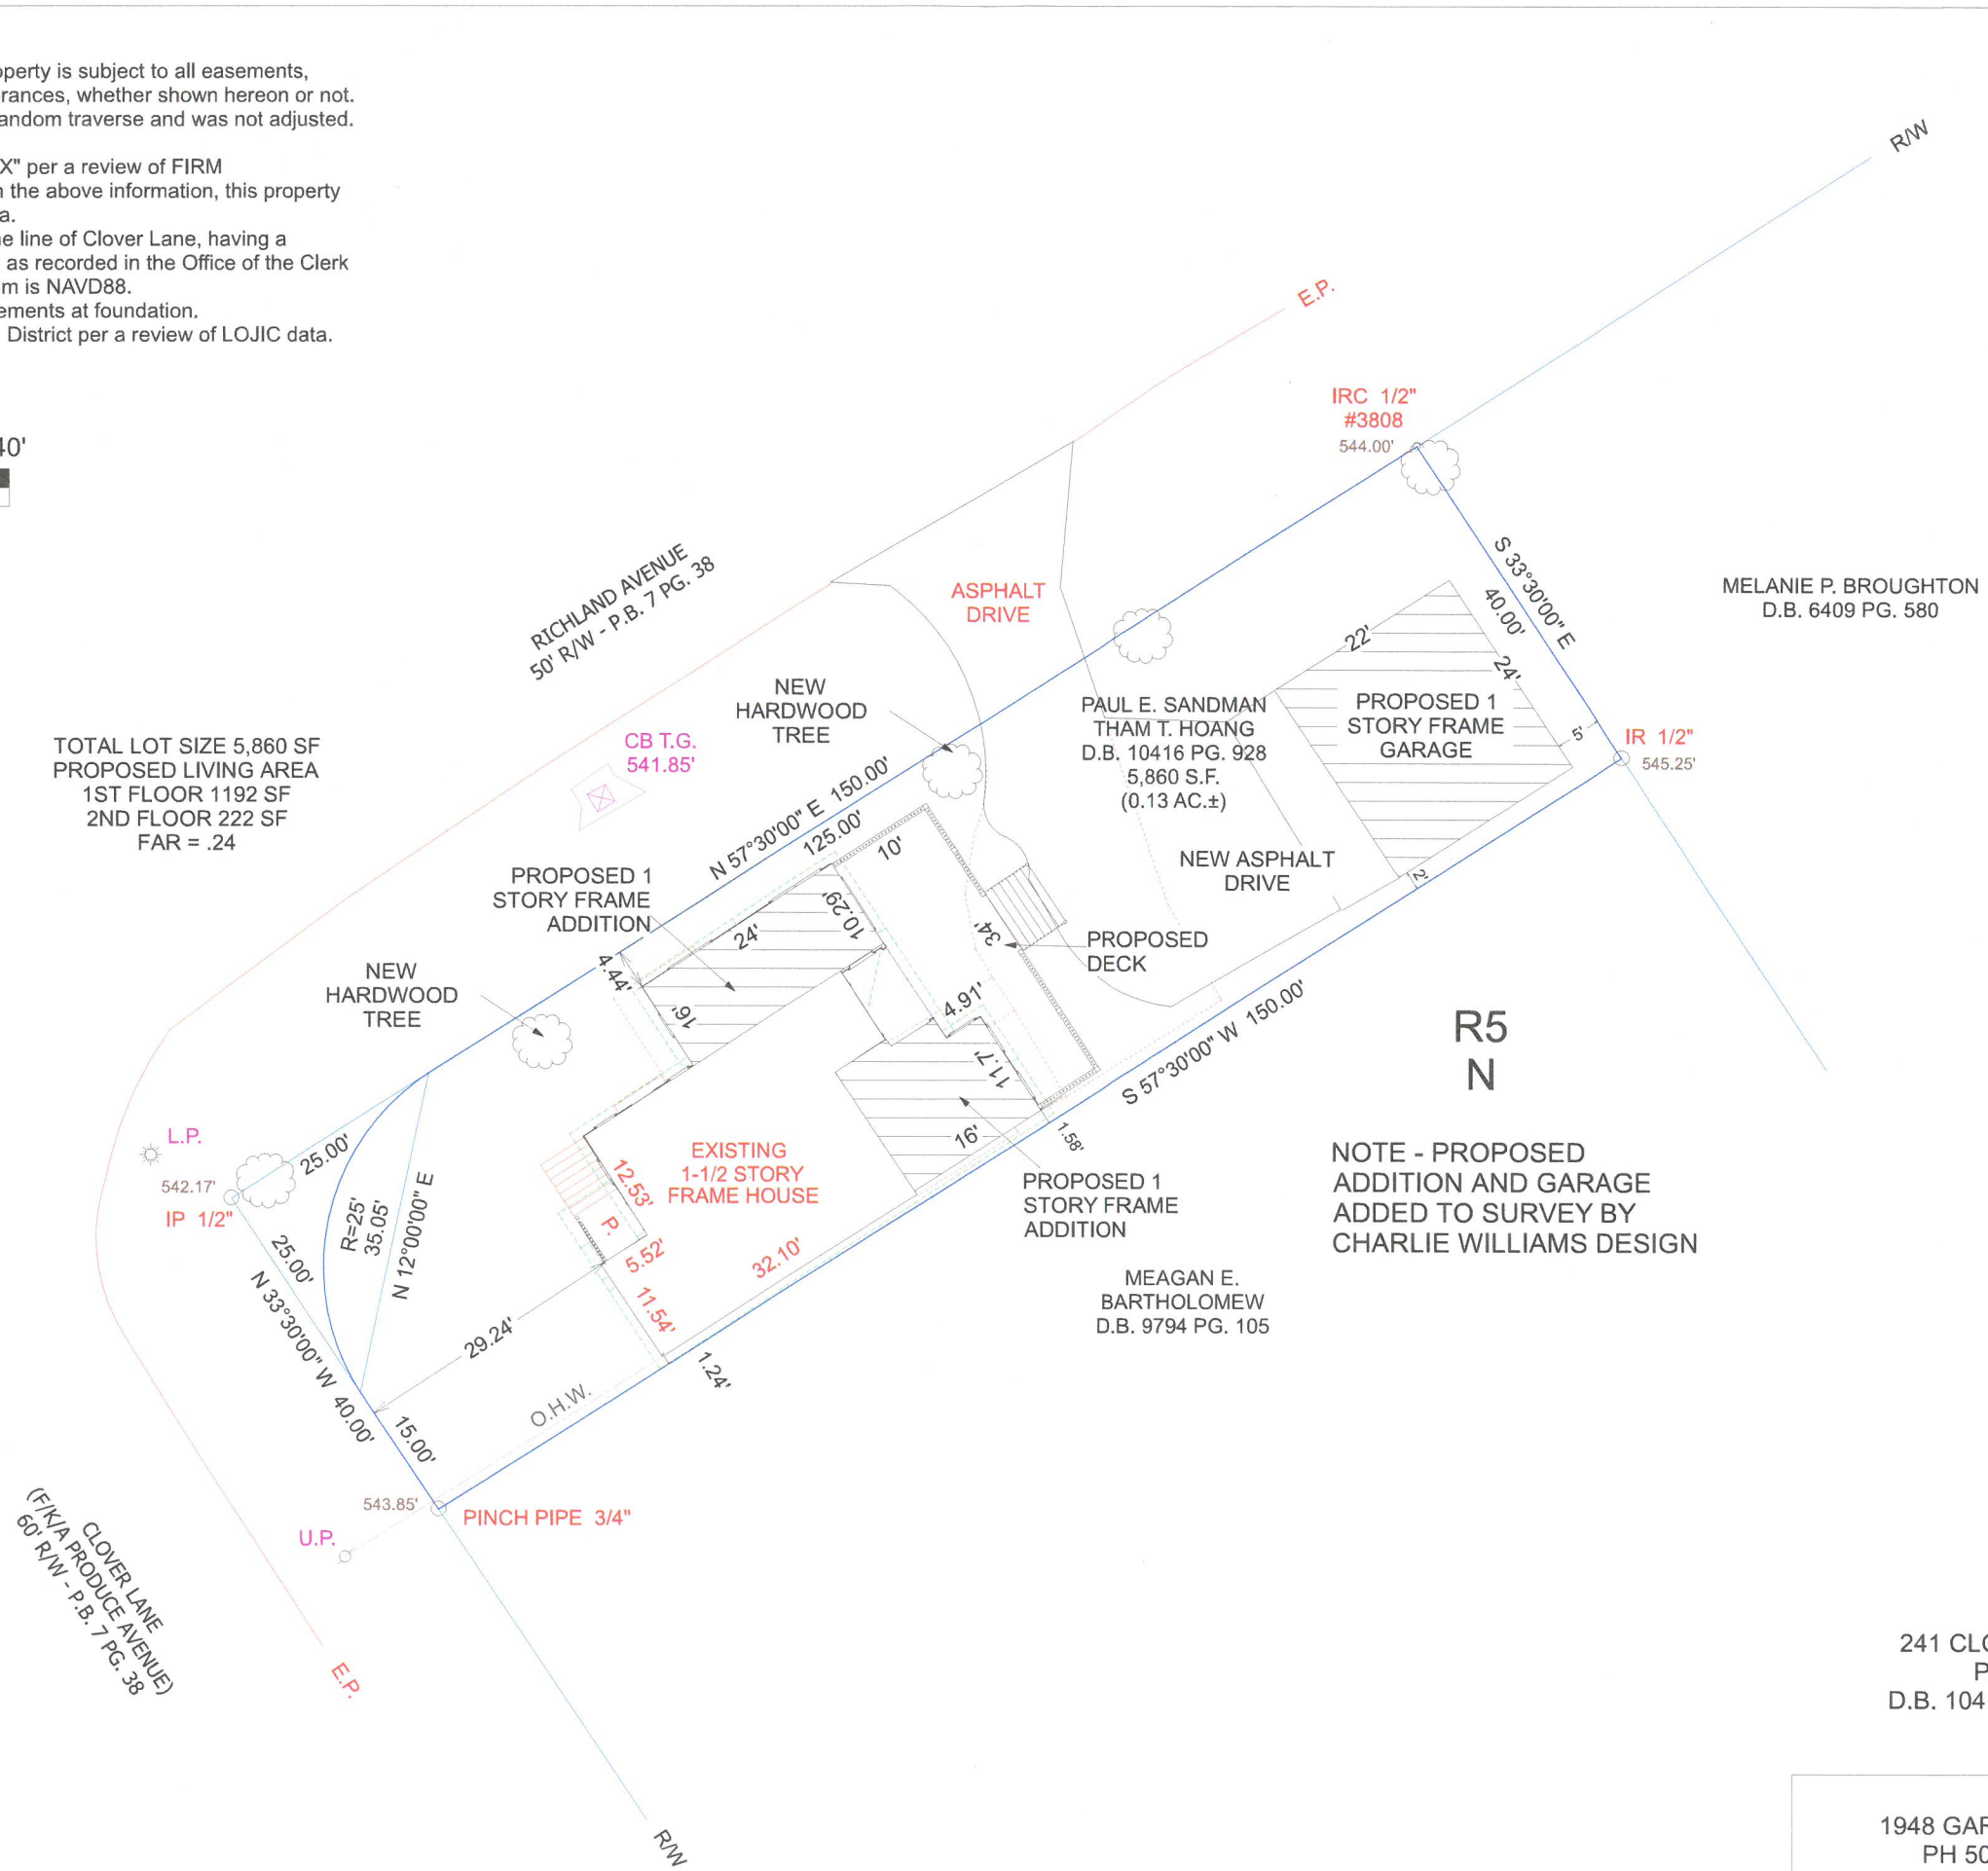 operty is subject to all easements,
rances, whether shown hereon or not.
andom traverse and was not adjusted.
X" per a review of FIRM
n the above information, this property
a.
e line of Clover Lane, having a
as recorded in the Office of the Clerk
m is NAVD88.
ements at foundation.
District per a review of LOJIC data.
40'
R/W
E.P.
IRC 1/2"
#3808
544.00'
RICHLAND AVENUE
50' R/W - P.B. 7 PG. 38
ASPHALT
DRIVE
S 33°30'00" E
40.00'
MELANIE P. BROUGHTON
D.B. 6409 PG. 580
22'
24'
PROPOSED 1
STORY FRAME
GARAGE
5'
IR 1/2"
545.25'
NEW
HARDWOOD
TREE
PAUL E. SANDMAN
THAM T. HOANG
D.B. 10416 PG. 928
5,860 S.F.
(0.13 AC.±)
TOTAL LOT SIZE 5,860 SF
PROPOSED LIVING AREA
1ST FLOOR 1192 SF
2ND FLOOR 222 SF
FAR = .24
CB T.G.
541.85'
N 57°30'00" E 150.00'
125.00'
10'
NEW ASPHALT
DRIVE
2'
PROPOSED 1
STORY FRAME
ADDITION
10.29'
24'
34'
PROPOSED
DECK
4.44'
16'
4.91'
NEW
HARDWOOD
TREE
S 57°30'00" W 150.00'
R5
N
11.7'
16'
1.58'
L.P.
25.00'
542.17'
IP 1/2"
EXISTING
1-1/2 STORY
FRAME HOUSE
12.53'
P.
5.52'
PROPOSED 1
STORY FRAME
ADDITION
NOTE - PROPOSED
ADDITION AND GARAGE
ADDED TO SURVEY BY
CHARLIE WILLIAMS DESIGN
R=25'
35.05'
N 12°00'00" E
25.00'
32.10'
11.54'
MEAGAN E.
BARTHOLOMEW
D.B. 9794 PG. 105
29.24'
N 33°30'00" W 40.00'
1.24'
O.H.W.
15.00'
543.85'
PINCH PIPE 3/4"
U.P.
CLOVER LANE
(F/K/A PRODUCE AVENUE)
60' R/W - P.B. 7 PG. 38
E.P.
R/W
241 CLO
P
D.B. 104
1948 GAR
PH 50